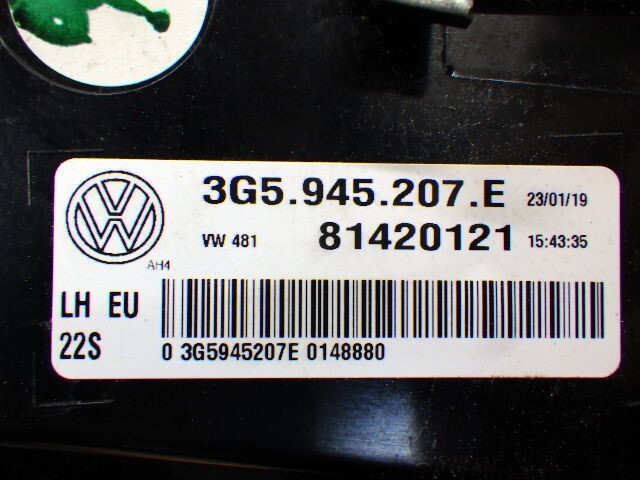 3G5.945.207.E 23/01/19
VW 481 81420121 15:43:35
AH4
LH EU
22S
0 3G5945207E 0148880